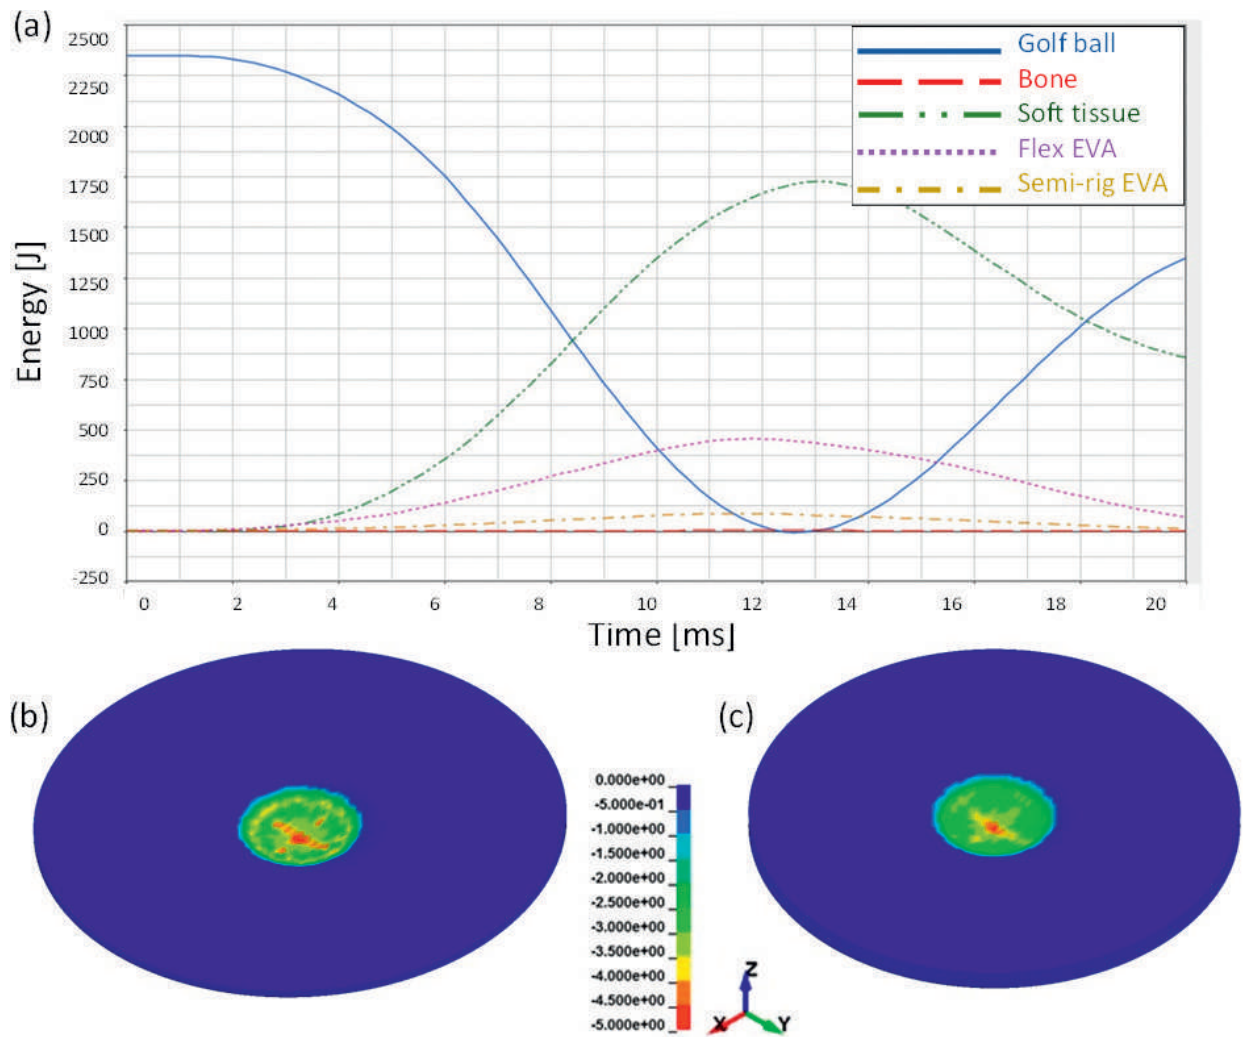 (a)
2500
2250
2000
1750
1500
1250
1000
750
500
250
0
-250
Energy [J]
Golf ball
Bone
Soft tissue
Flex EVA
Semi-rig EVA
0 2 4 6 8 10 12 14 16 18 20
Time [ms]
(b)
(c)
0.000e+00
-5.000e-01
-1.000e+00
-1.500e+00
-2.000e+00
-2.500e+00
-3.000e+00
-3.500e+00
-4.000e+00
-4.500e+00
-5.000e+00
Z
X
Y